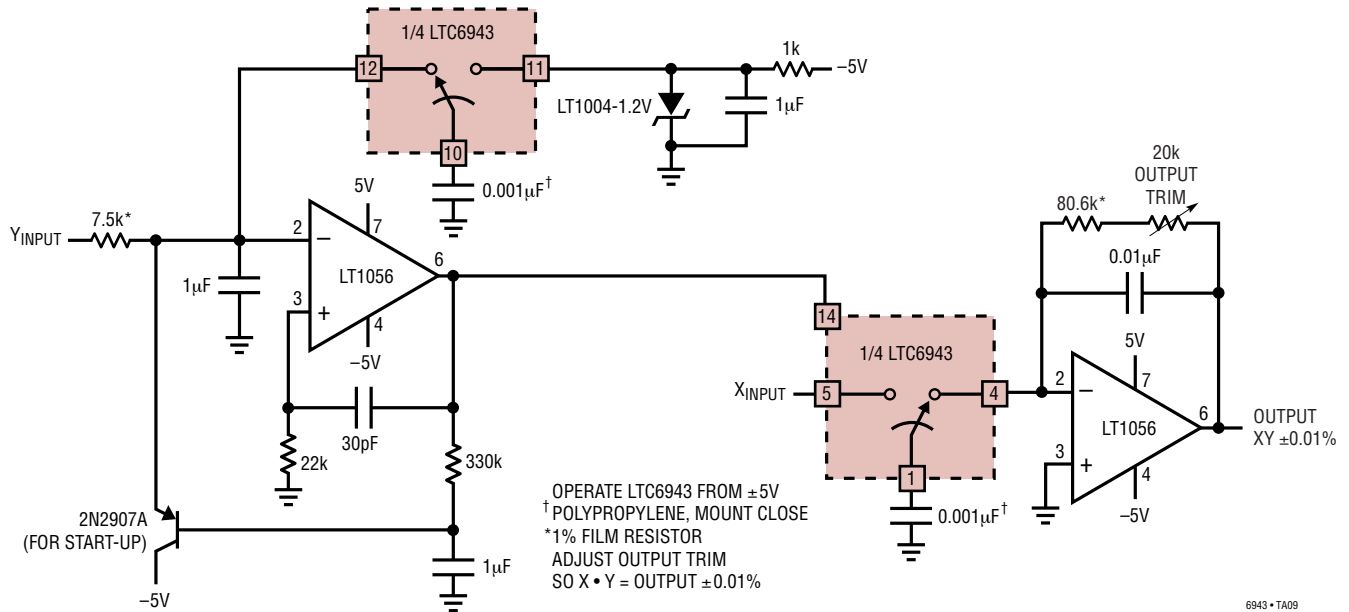 1/4 LTC6943
12
11
10
1k
–5V
LT1004-1.2V
1µF
0.001µF†
5V
7.5k*
YINPUT
2
–
7
6
LT1056
1µF
3
+
4
–5V
14
30pF
22k
330k
2N2907A
(FOR START-UP)
–5V
1µF
OPERATE LTC6943 FROM ±5V
†POLYPROPYLENE, MOUNT CLOSE
*1% FILM RESISTOR
ADJUST OUTPUT TRIM
SO X • Y = OUTPUT ±0.01%
1/4 LTC6943
XINPUT
5
4
1
0.001µF†
20k
OUTPUT
TRIM
80.6k*
0.01µF
5V
2
–
7
6
LT1056
3
+
4
–5V
OUTPUT
XY ±0.01%
6943 • TA09